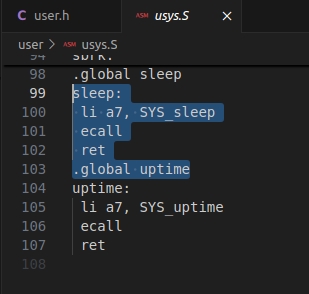 C user.h
ASM usys.S ×
user > ASM usys.S
94 sbrk:
98 .global sleep
99 sleep:
100 li a7, SYS_sleep
101 ecall
102 ret
103 .global uptime
104 uptime:
105 li a7, SYS_uptime
106 ecall
107 ret
108